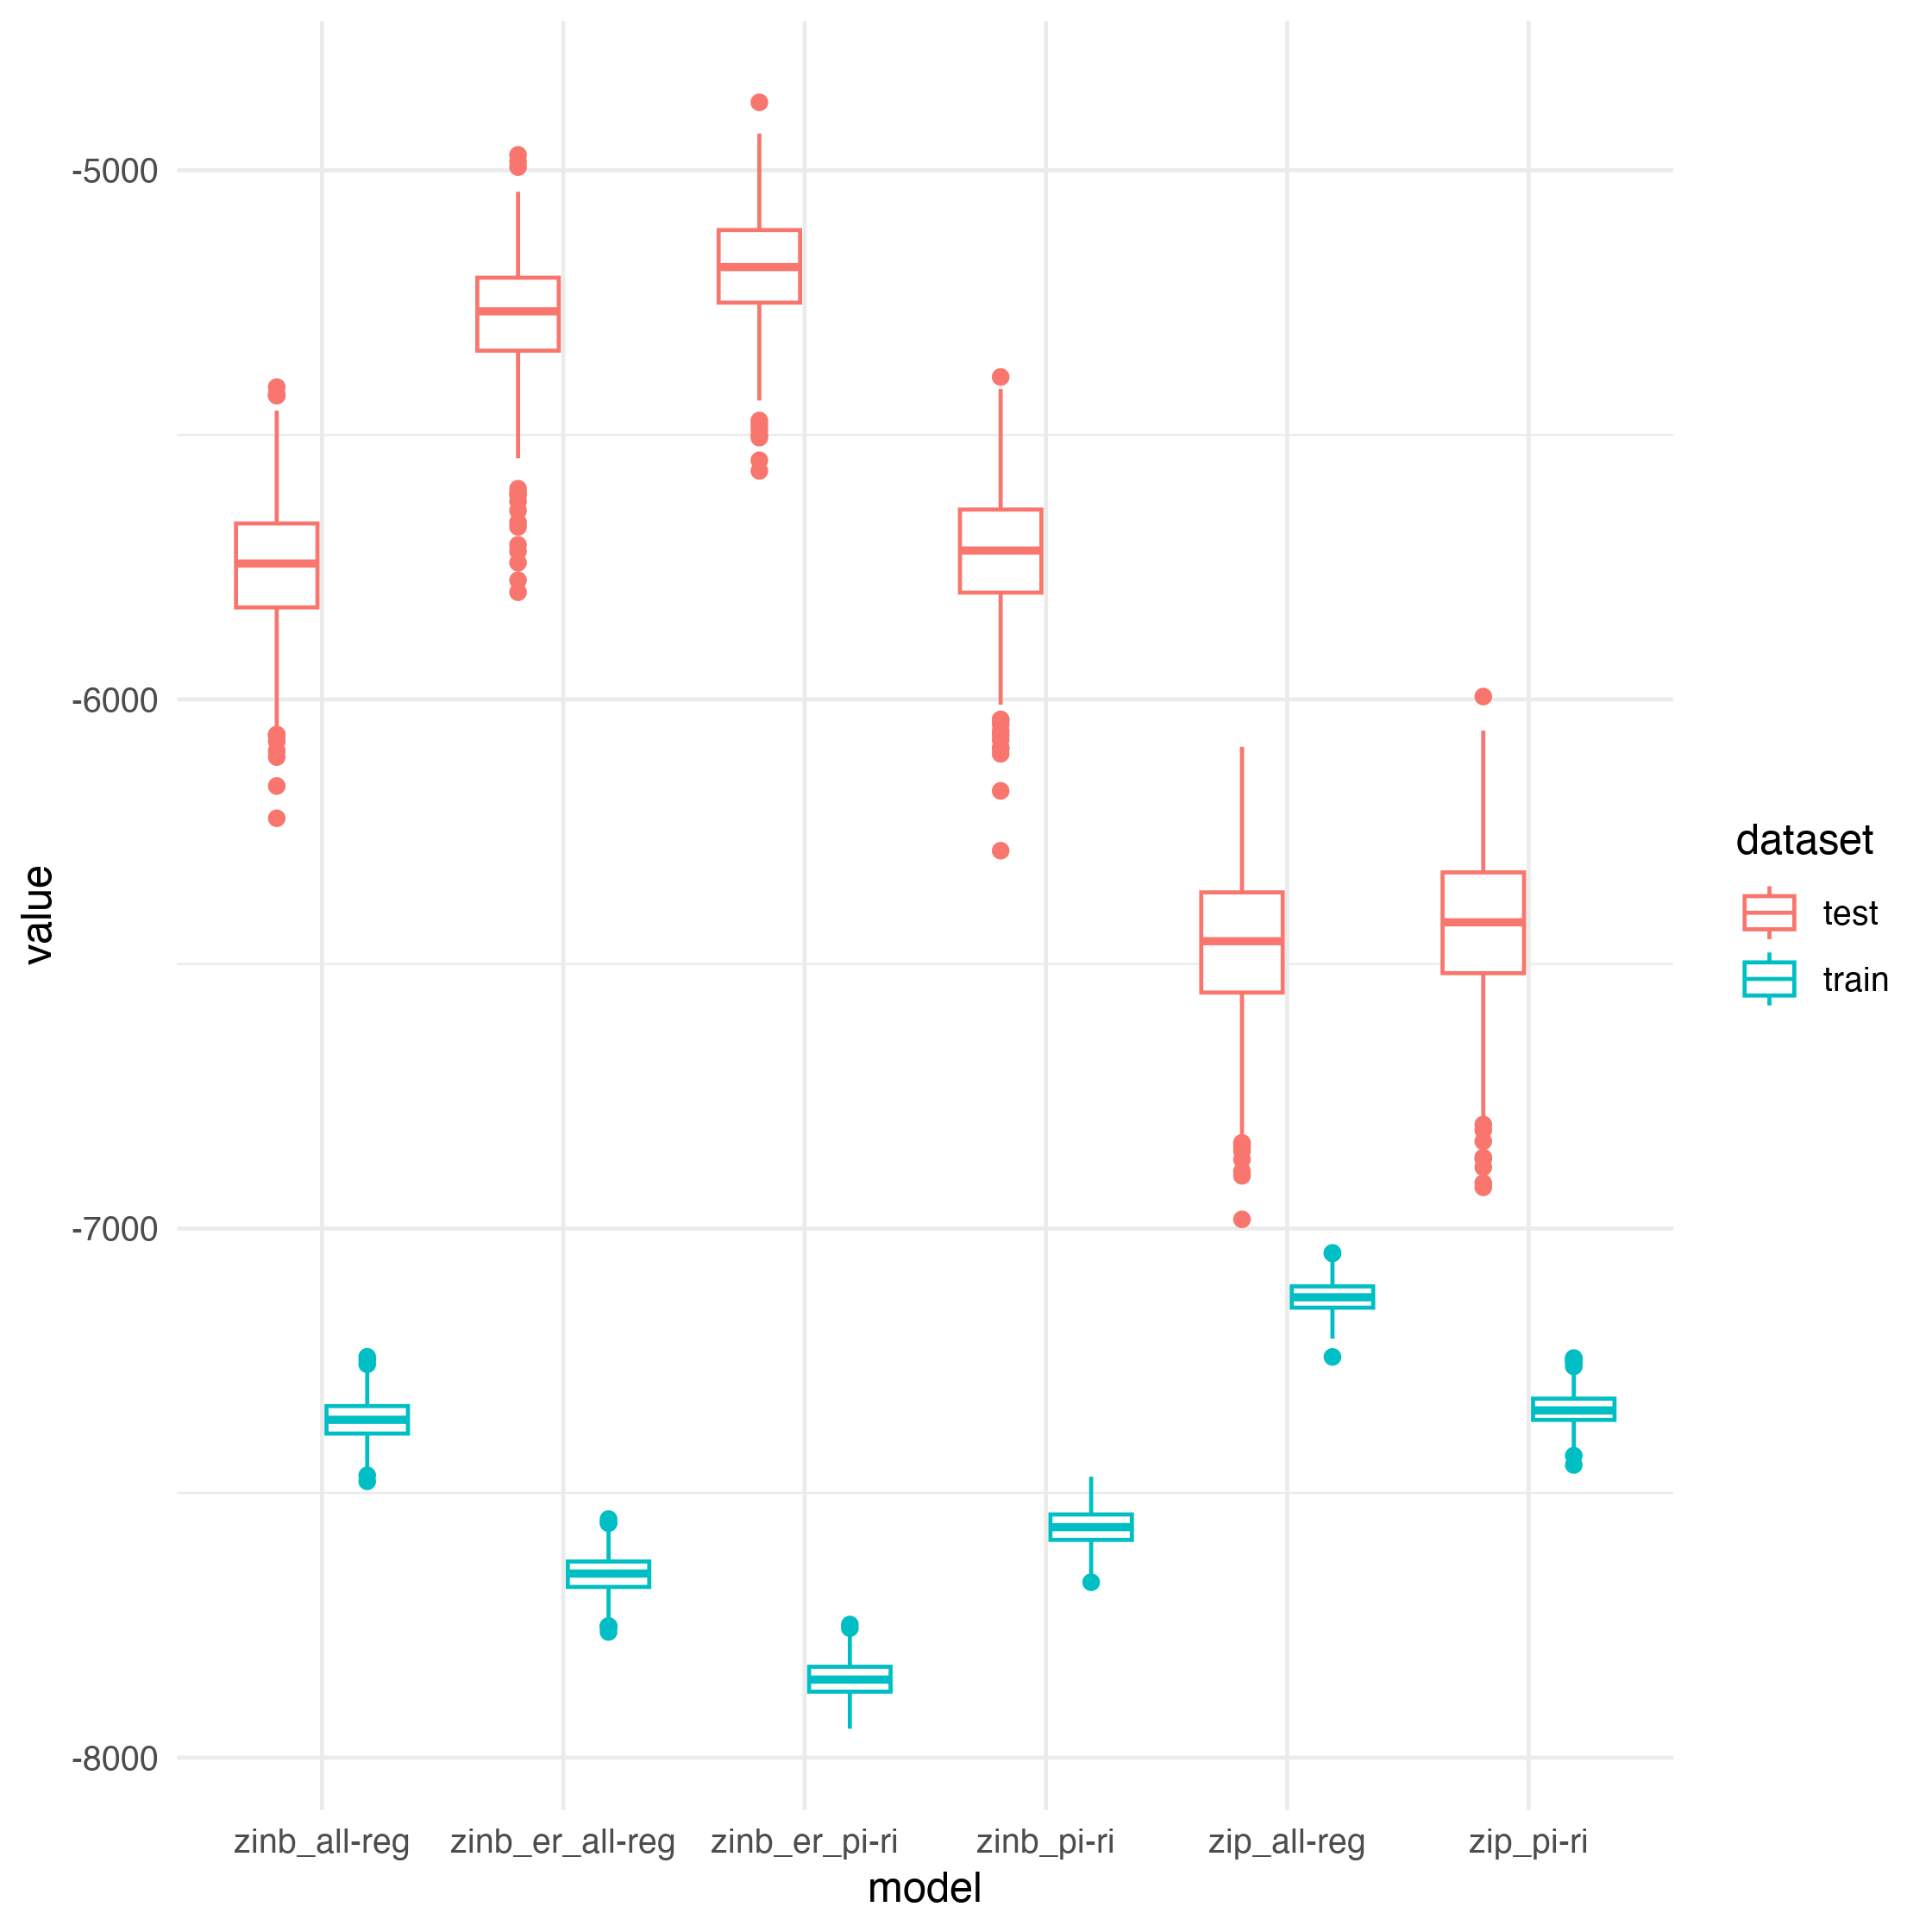 -5000
-6000
-7000
-8000
value
zinb_all-reg
zinb_er_all-reg
zinb_er_pi-ri
zinb_pi-ri
zip_all-reg
zip_pi-ri
model
dataset
test
train